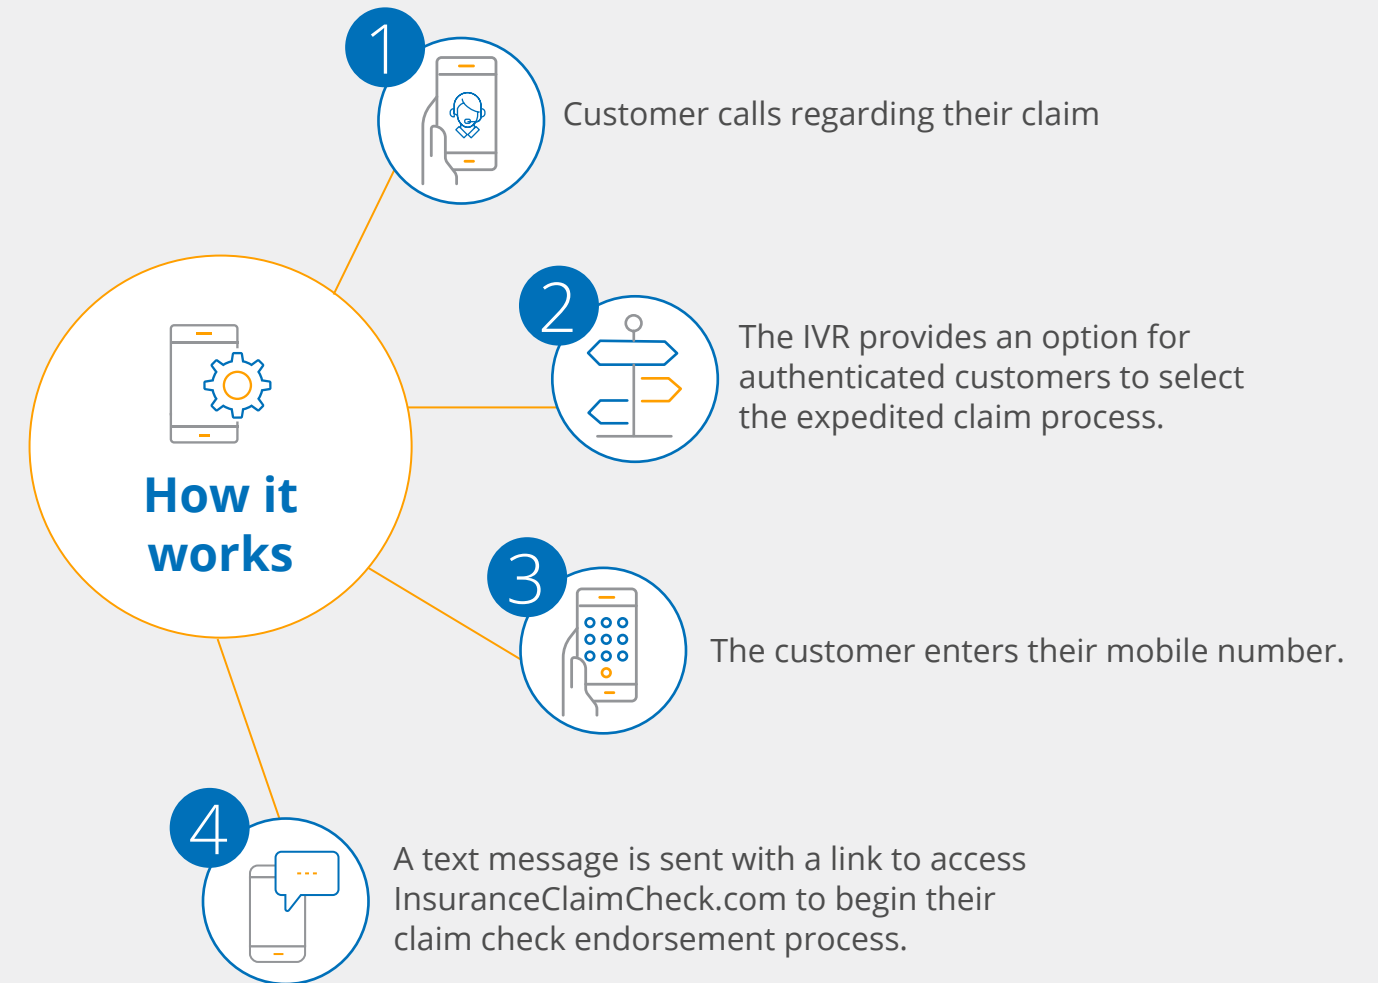 1
Customer calls regarding their claim
2
The IVR provides an option for
authenticated customers to select
the expedited claim process.
How it
works
3
The customer enters their mobile number.
4
A text message is sent with a link to access
InsuranceClaimCheck.com to begin their
claim check endorsement process.